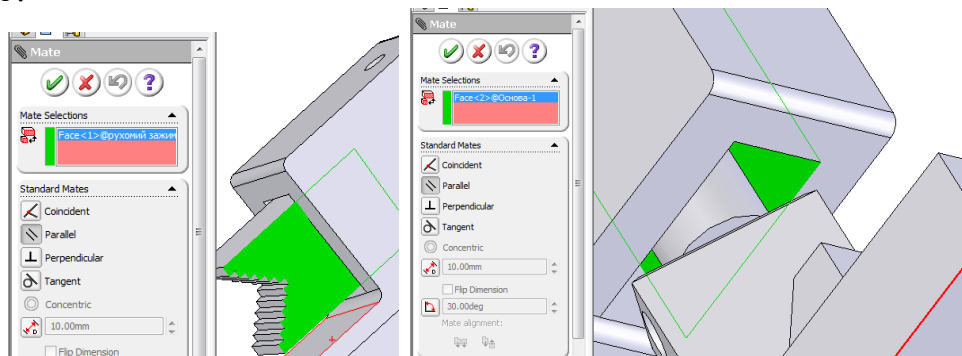 Mate
Mate Selections
Face<1>@рухомий зажин
Standard Mates
Coincident
Parallel
Perpendicular
Tangent
Concentric
10.00mm
Flip Dimension
Mate
Mate Selections
Face<2>@Основа-1
Standard Mates
Coincident
Parallel
Perpendicular
Tangent
Concentric
10.00mm
Flip Dimension
30.00deg
Mate alignment: